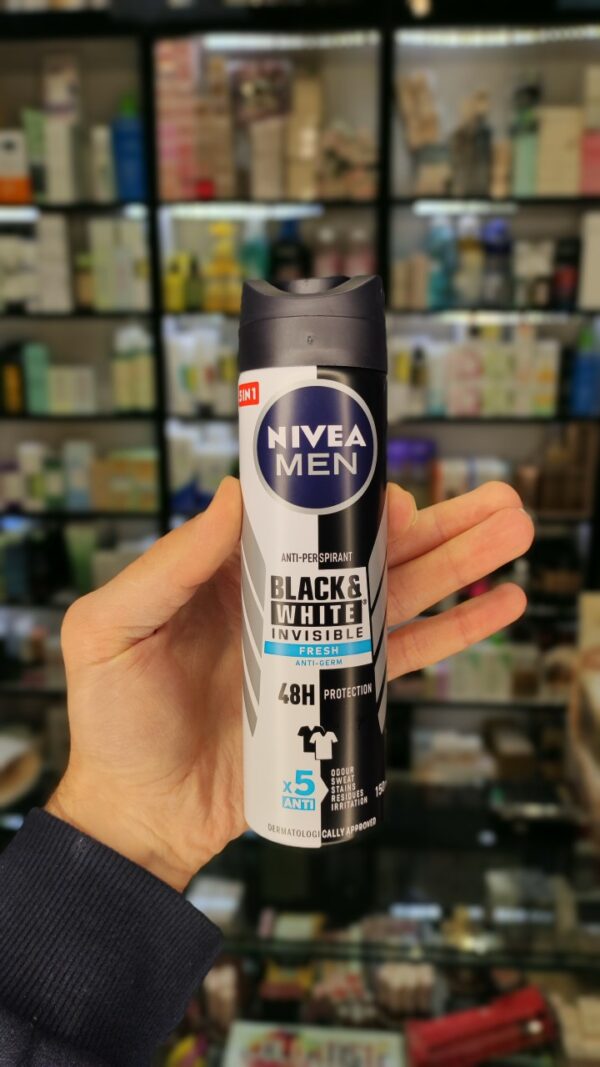 5IN1
NIVEA
MEN
ANTI-PERSPIRANT
BLACK&
WHITE®
INVISIBLE
FRESH
ANTI-GERM
48H PROTECTION
x5
ANTI
ODOUR
SWEAT
STAINS
RESIDUES
IRRITATION
DERMATOLOGICALLY APPROVED